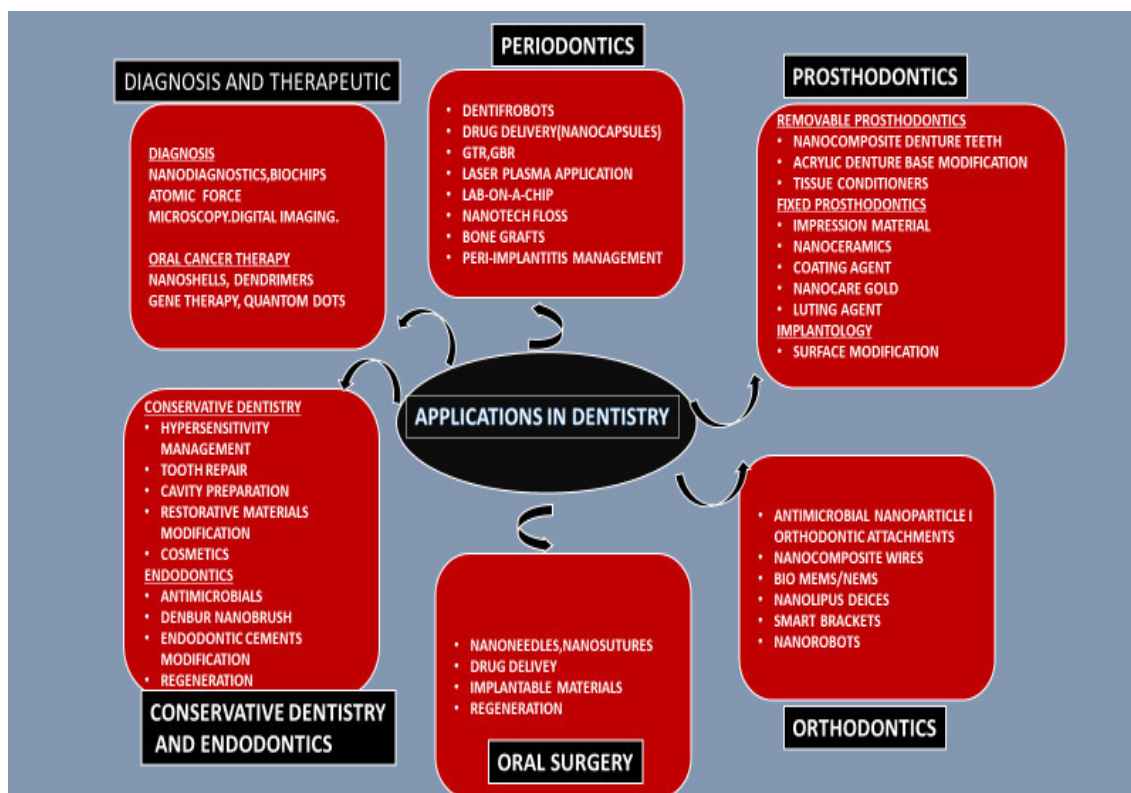 PERIODONTICS
• DENTIFROBOTS
• DRUG DELIVERY(NANOCAPSULES)
• GTR,GBR
• LASER PLASMA APPLICATION
• LAB-ON-A-CHIP
• NANOTECH FLOSS
• BONE GRAFTS
• PERI-IMPLANTITIS MANAGEMENT
DIAGNOSIS AND THERAPEUTIC
DIAGNOSIS
NANODIAGNOSTICS,BIOCHIPS
ATOMIC FORCE
MICROSCOPY.DIGITAL IMAGING.
ORAL CANCER THERAPY
NANOSHELLS, DENDRIMERS
GENE THERAPY, QUANTOM DOTS
PROSTHODONTICS
REMOVABLE PROSTHODONTICS
• NANOCOMPOSITE DENTURE TEETH
• ACRYLIC DENTURE BASE MODIFICATION
• TISSUE CONDITIONERS
FIXED PROSTHODONTICS
• IMPRESSION MATERIAL
• NANOCERAMICS
• COATING AGENT
• NANOCARE GOLD
• LUTING AGENT
IMPLANTOLOGY
• SURFACE MODIFICATION
APPLICATIONS IN DENTISTRY
CONSERVATIVE DENTISTRY
• HYPERSENSITIVITY
MANAGEMENT
• TOOTH REPAIR
• CAVITY PREPARATION
• RESTORATIVE MATERIALS
MODIFICATION
• COSMETICS
ENDODONTICS
• ANTIMICROBIALS
• DENBUR NANOBRUSH
• ENDODONTIC CEMENTS
MODIFICATION
• REGENERATION
CONSERVATIVE DENTISTRY
AND ENDODONTICS
• NANONEEDLES,NANOSUTURES
• DRUG DELIVEY
• IMPLANTABLE MATERIALS
• REGENERATION
ORAL SURGERY
• ANTIMICROBIAL NANOPARTICLE I
ORTHODONTIC ATTACHMENTS
• NANOCOMPOSITE WIRES
• BIO MEMS/NEMS
• NANOLIPUS DEICES
• SMART BRACKETS
• NANOROBOTS
ORTHODONTICS